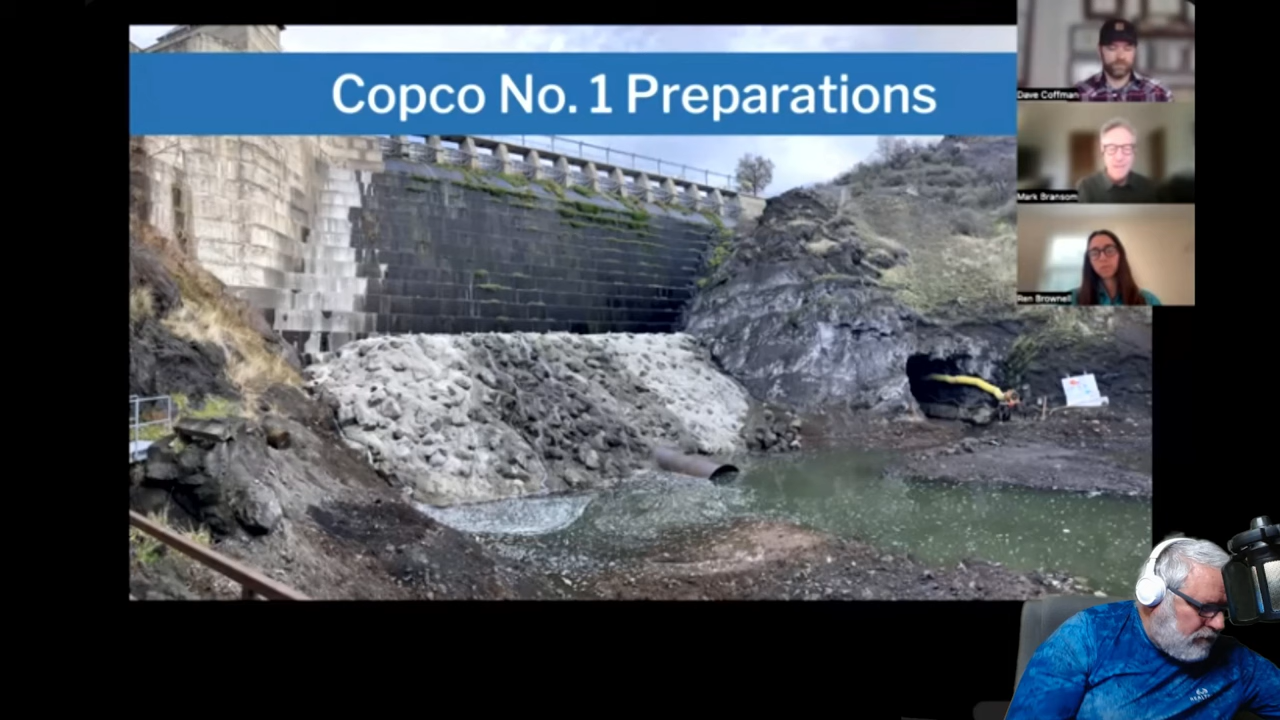 Copco No. 1 Preparations
Dave Coffman
Mark Bransom
Ren Brownell